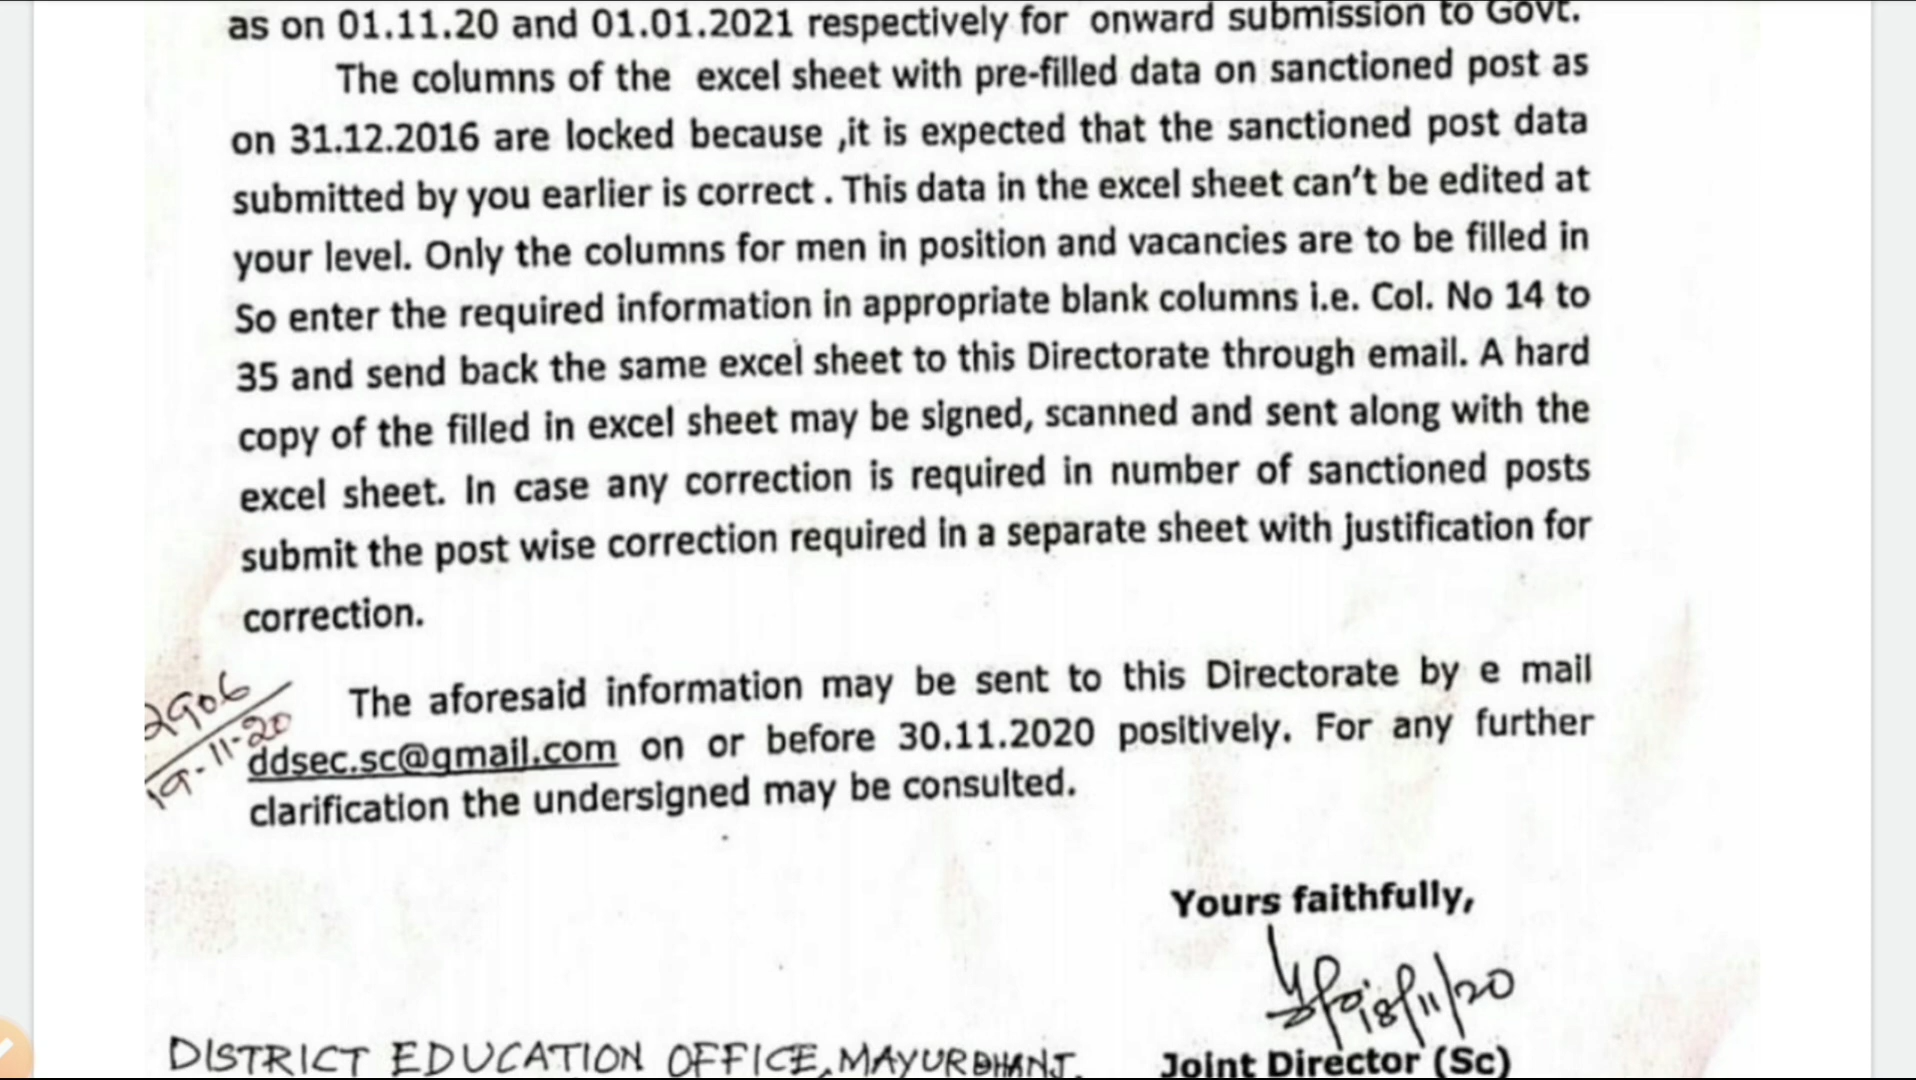 as on 01.11.20 and 01.01.2021 respectively for onward submission to Govt.
The columns of the excel sheet with pre-filled data on sanctioned post as
on 31.12.2016 are locked because ,it is expected that the sanctioned post data
submitted by you earlier is correct . This data in the excel sheet can't be edited at
your level. Only the columns for men in position and vacancies are to be filled in
So enter the required information in appropriate blank columns i.e. Col. No 14 to
35 and send back the same excel sheet to this Directorate through email. A hard
copy of the filled in excel sheet may be signed, scanned and sent along with the
excel sheet. In case any correction is required in number of sanctioned posts
submit the post wise correction required in a separate sheet with justification for
correction.
2906
19-11-20
The aforesaid information may be sent to this Directorate by e mail
ddsec.sc@gmail.com on or before 30.11.2020 positively. For any further
clarification the undersigned may be consulted.
Yours faithfully,
18/11/20
DISTRICT EDUCATION OFFICE, MAYURBHANJ.
Joint Director (Sc)